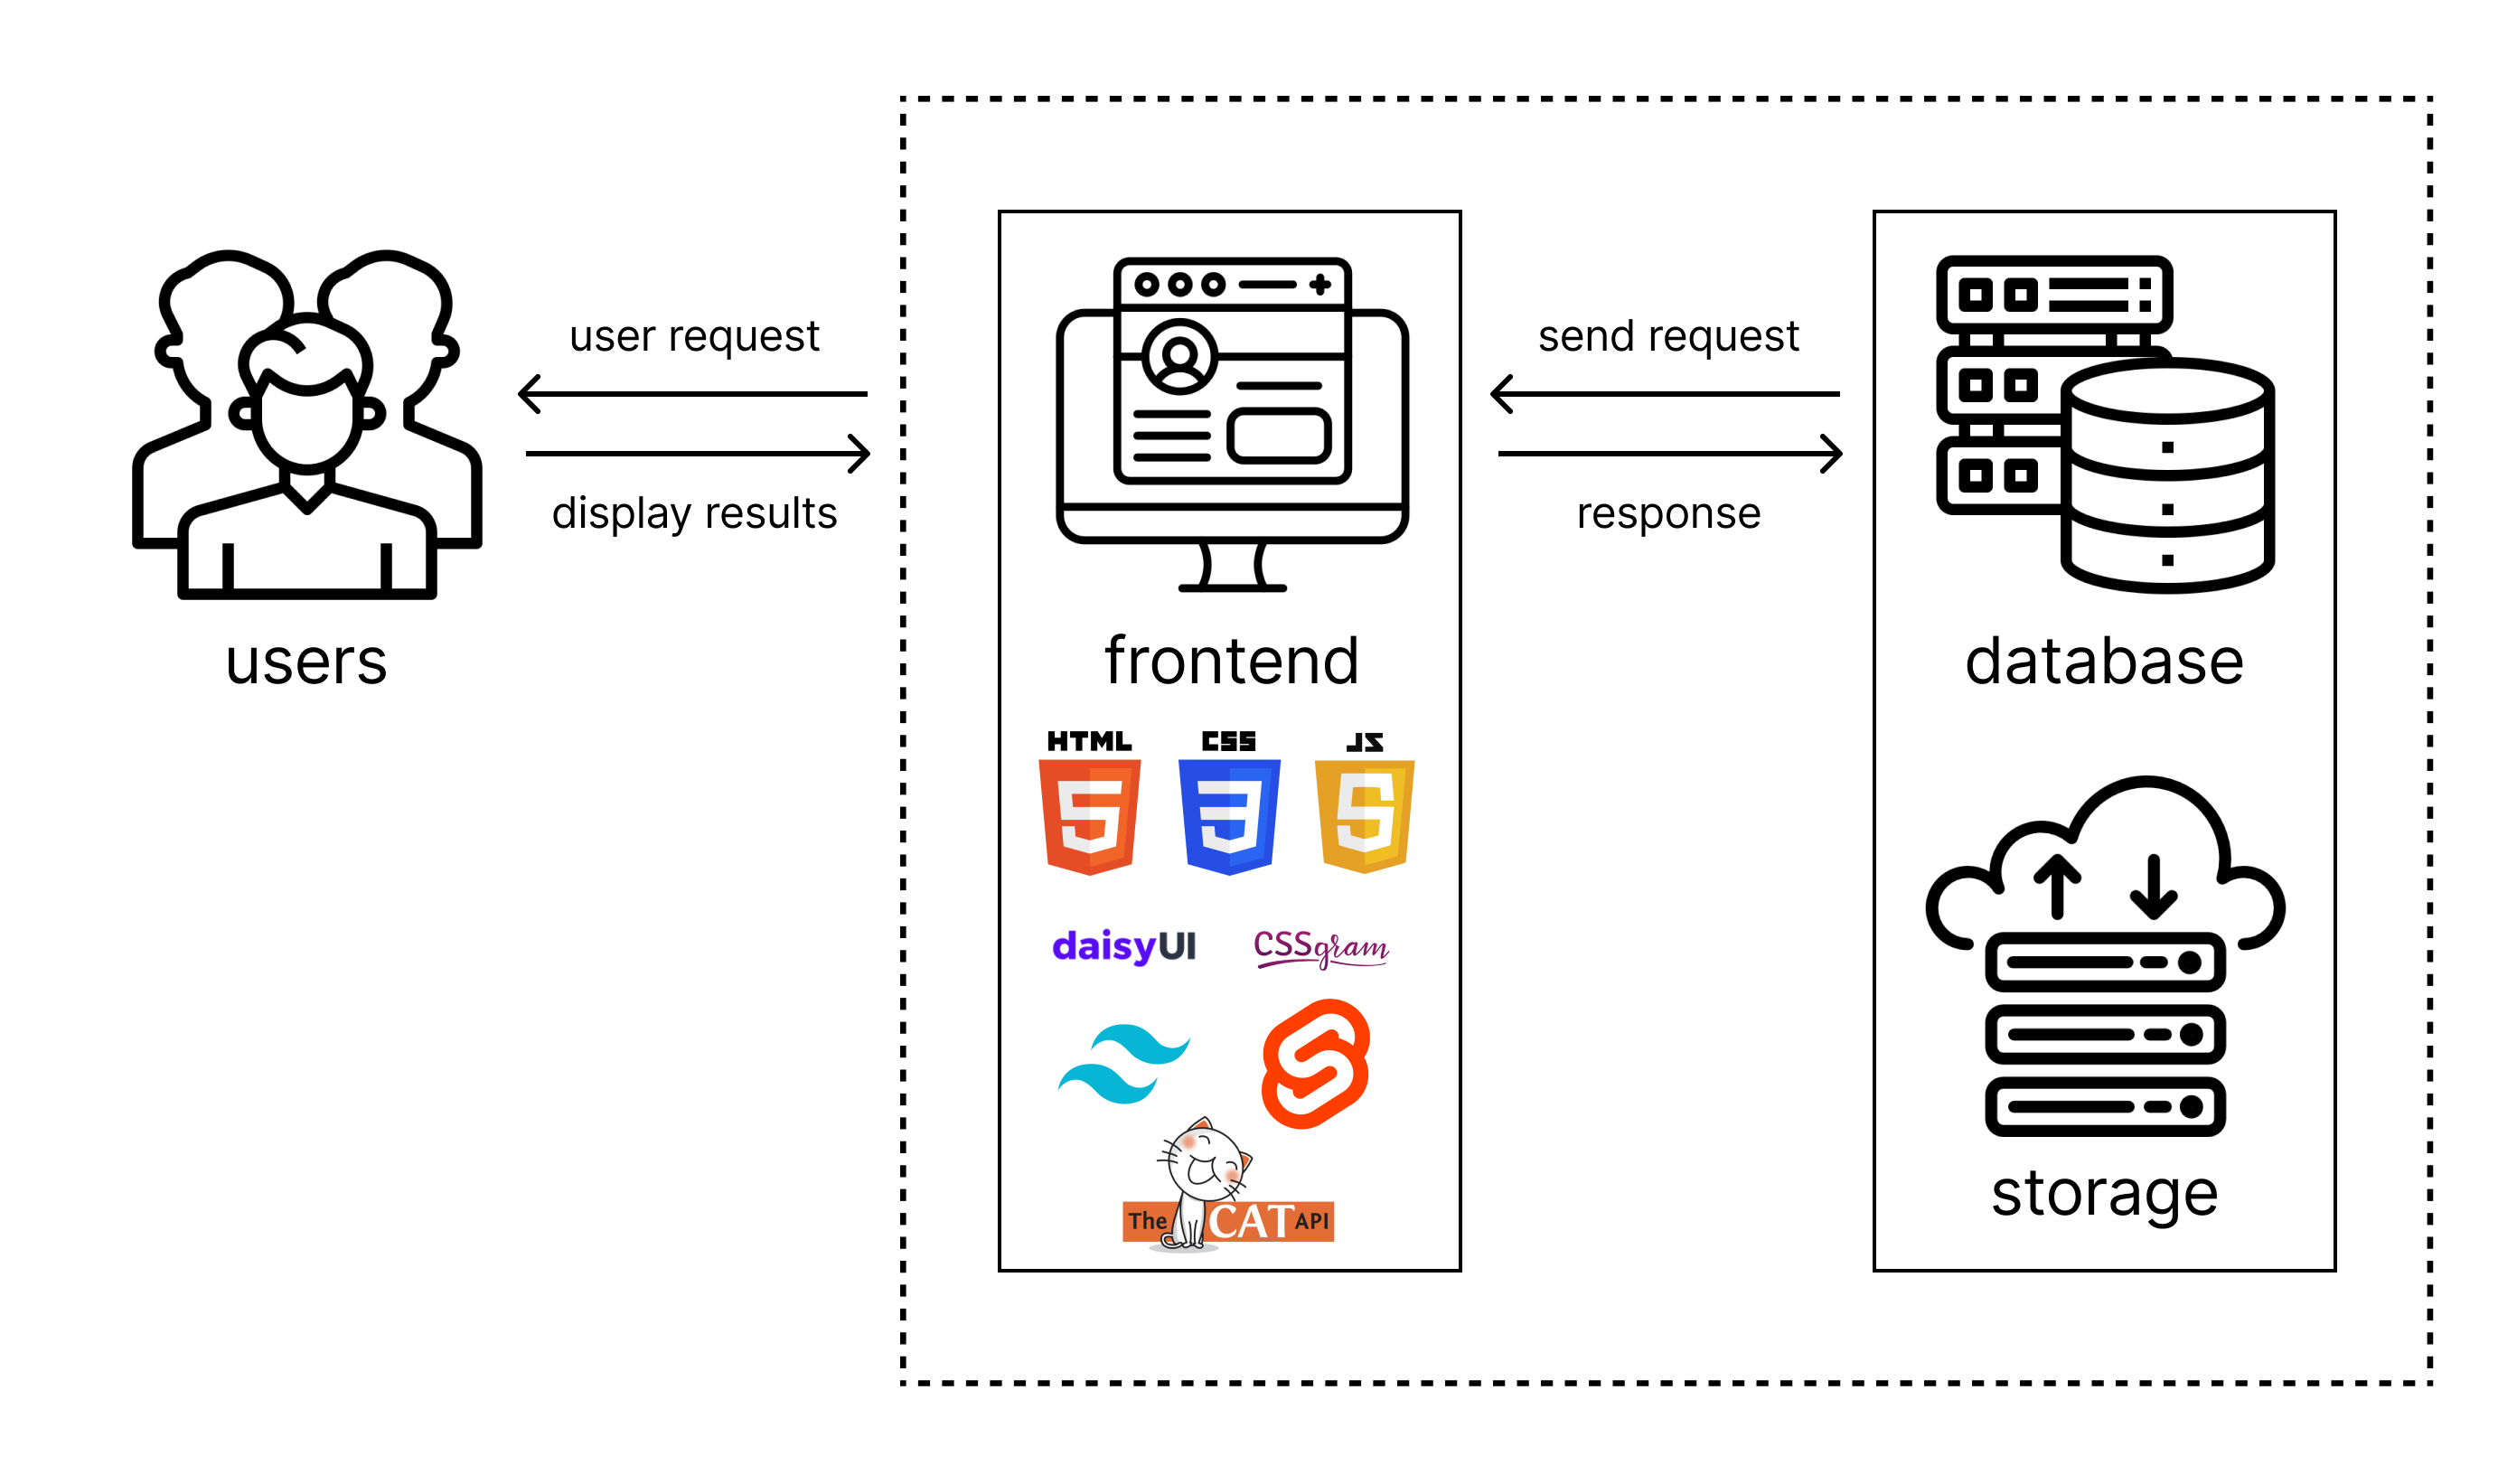 user request
display results
users
send request
response
frontend
database
HTML
CSS
JS
daisyUI
CSSgram
The CAT API
storage